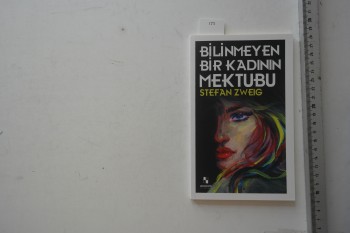 BİLİNMEYEN
BİR KADININ
MEKTUBU
STEFAN ZWEIG